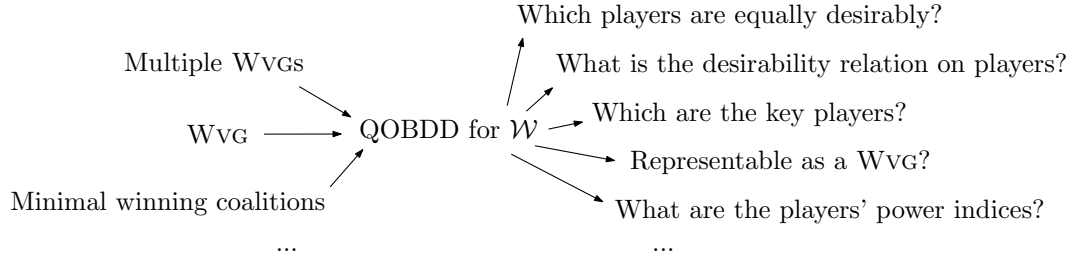 Which players are equally desirably?
Multiple WVGs
What is the desirability relation on players?
Which are the key players?
WVG
QOBDD for 𝒲
Representable as a WVG?
Minimal winning coalitions
What are the players' power indices?
...
...